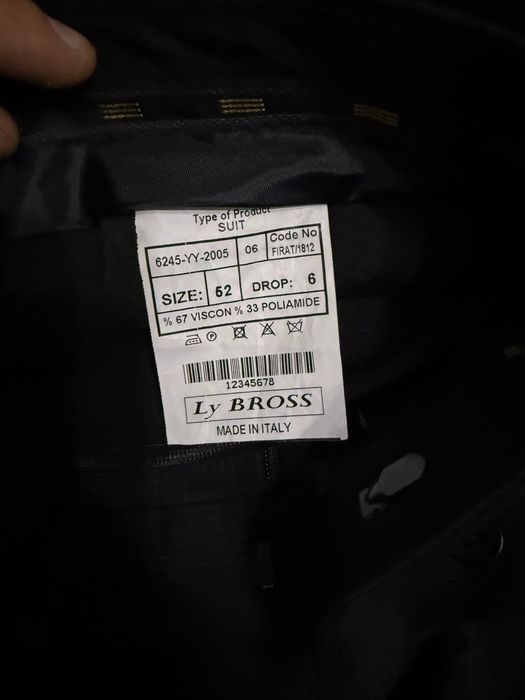 Type of Product
SUIT
6245-YY-2005 06 Code No FIRAT/1812
SIZE: 52 DROP: 6
% 67 VISCON % 33 POLIAMIDE
P
12345678
Ly BROSS
MADE IN ITALY